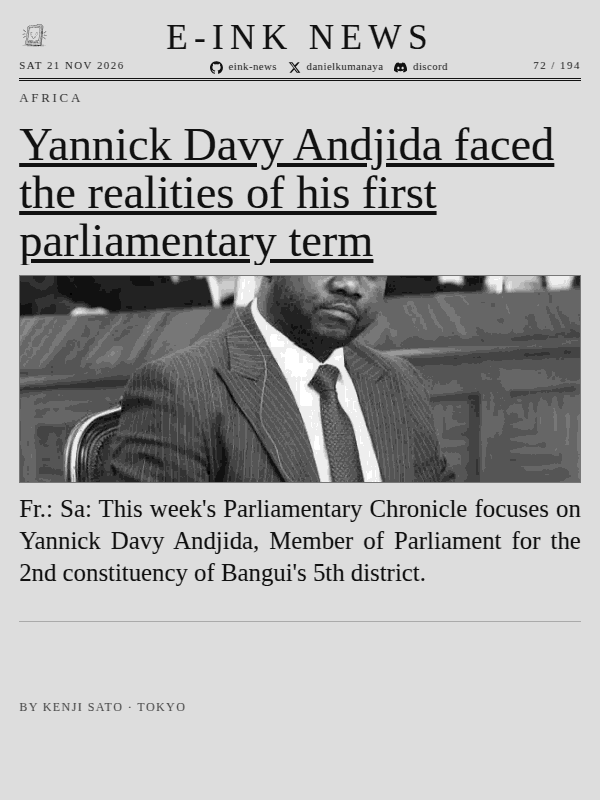 E-INK NEWS
SAT 21 NOV 2026
eink-news danielkumanaya discord
72 / 194
AFRICA
Yannick Davy Andjida faced
the realities of his first
parliamentary term
Fr.: Sa: This week's Parliamentary Chronicle focuses on
Yannick Davy Andjida, Member of Parliament for the
2nd constituency of Bangui's 5th district.
BY KENJI SATO · TOKYO